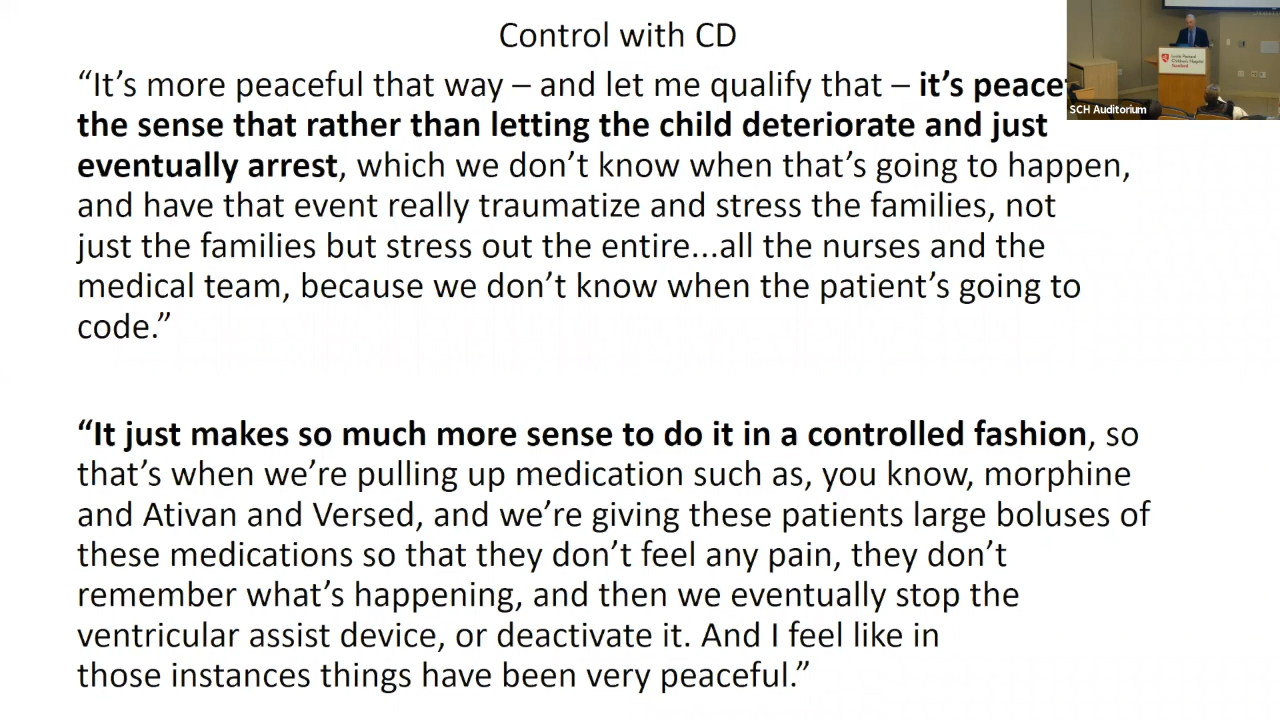 Control with CD
“It’s more peaceful that way – and let me qualify that – it’s peace
the sense that rather than letting the child deteriorate and just
eventually arrest, which we don’t know when that’s going to happen,
and have that event really traumatize and stress the families, not
just the families but stress out the entire...all the nurses and the
medical team, because we don’t know when the patient’s going to
code.”
“It just makes so much more sense to do it in a controlled fashion, so
that’s when we’re pulling up medication such as, you know, morphine
and Ativan and Versed, and we’re giving these patients large boluses of
these medications so that they don’t feel any pain, they don’t
remember what’s happening, and then we eventually stop the
ventricular assist device, or deactivate it. And I feel like in
those instances things have been very peaceful.”
Children's Hospital
Stanford
SCH Auditorium